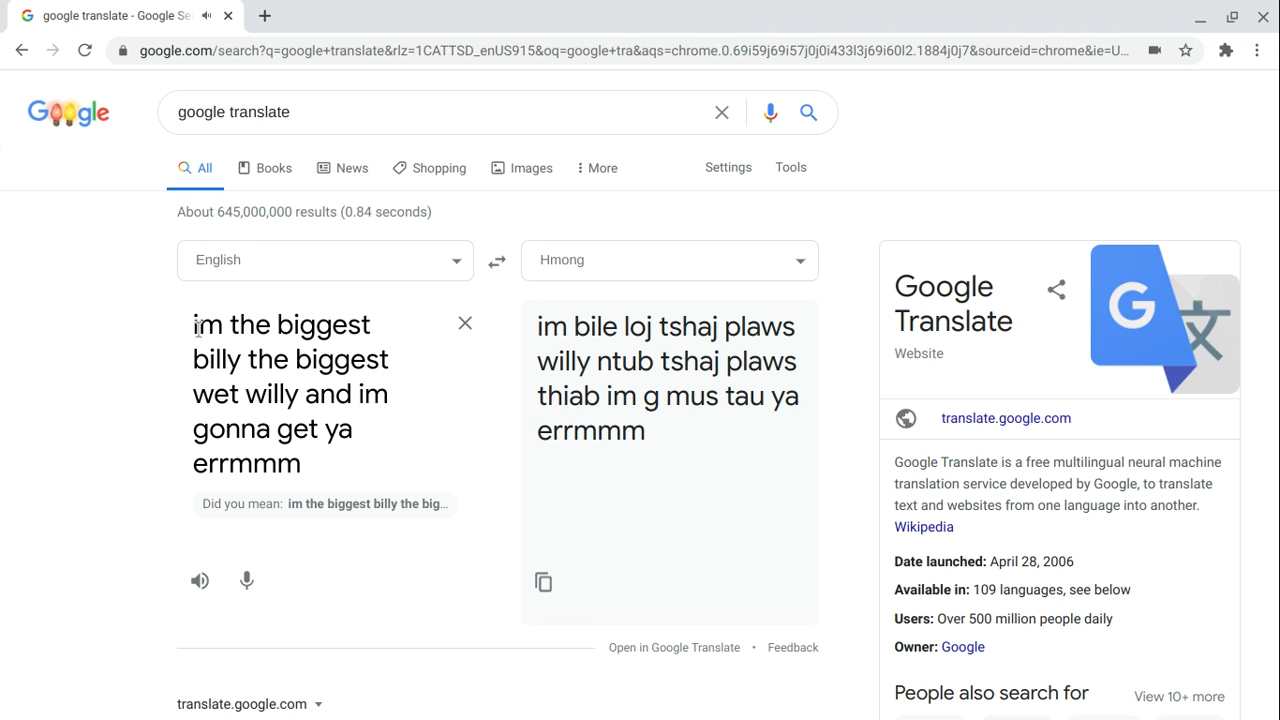 google translate - Google Se
google.com/search?q=google+translate&rlz=1CATTSD_enUS915&oq=google+tra&aqs=chrome.0.69i59j69i57j0j0i433l3j69i60l2.1884j0j7&sourceid=chrome&ie=U...
Google
google translate
All Books News Shopping Images More Settings Tools
About 645,000,000 results (0.84 seconds)
English
Hmong
im the biggest
billy the biggest
wet willy and im
gonna get ya
errmmm
Did you mean: im the biggest billy the big...
im bile loj tshaj plaws
willy ntub tshaj plaws
thiab im g mus tau ya
errmmm
Open in Google Translate • Feedback
translate.google.com
Google
Translate
Website
G 文
translate.google.com
Google Translate is a free multilingual neural machine
translation service developed by Google, to translate
text and websites from one language into another.
Wikipedia
Date launched: April 28, 2006
Available in: 109 languages, see below
Users: Over 500 million people daily
Owner: Google
People also search for View 10+ more